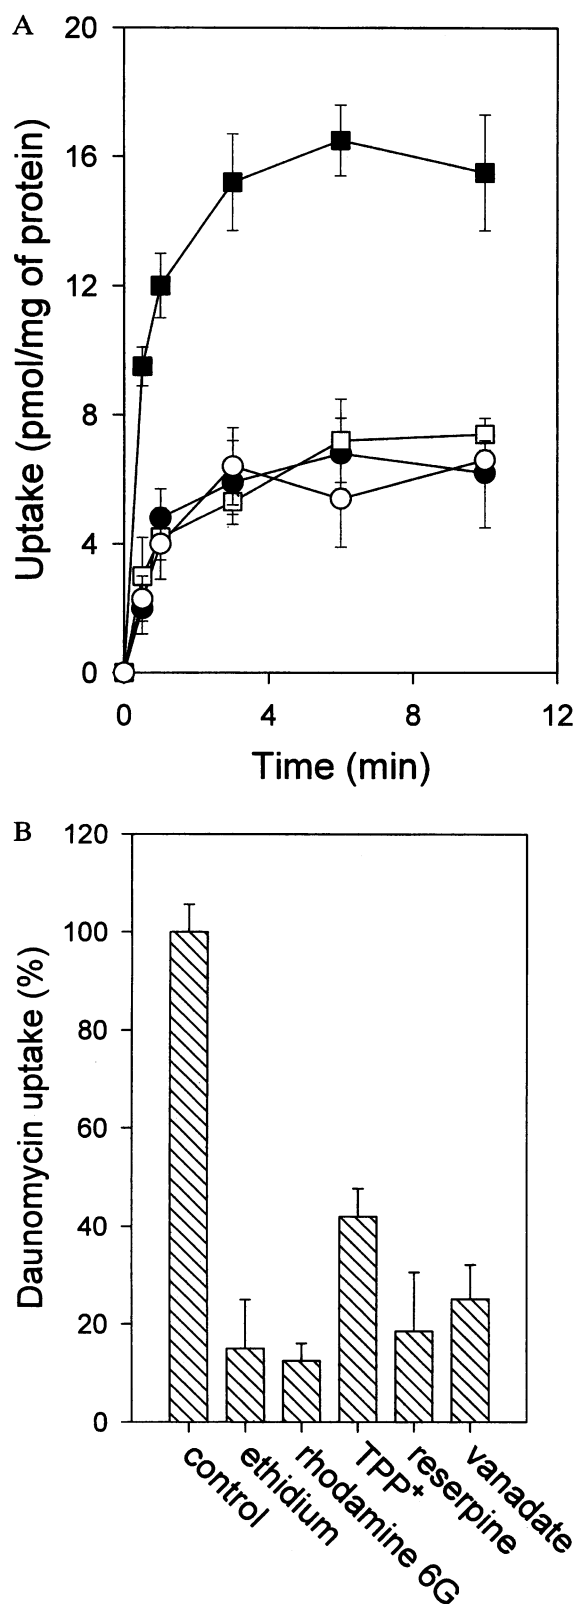 A
20
16
12
8
4
0
Uptake (pmol/mg of protein)
0 4 8 12
Time (min)
B
120
100
80
60
40
20
0
Daunomycin uptake (%)
control
ethidium
rhodamine 6G
TPP+
reserpine
vanadate